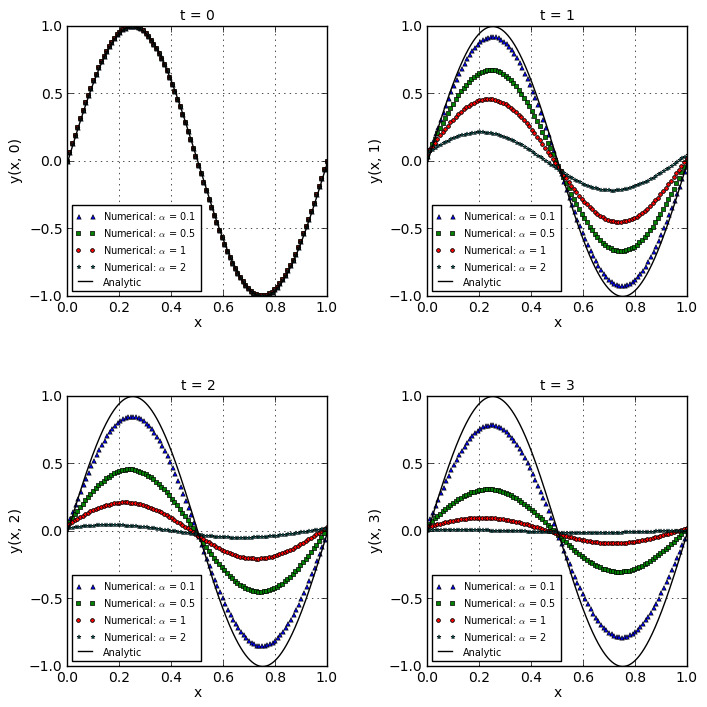 t = 0
1.0
0.5
0.0
−0.5
−1.0
y(x, 0)
Numerical: α = 0.1
Numerical: α = 0.5
Numerical: α = 1
Numerical: α = 2
Analytic
0.0 0.2 0.4 0.6 0.8 1.0
x
t = 1
1.0
0.5
0.0
−0.5
−1.0
y(x, 1)
Numerical: α = 0.1
Numerical: α = 0.5
Numerical: α = 1
Numerical: α = 2
Analytic
0.0 0.2 0.4 0.6 0.8 1.0
x
t = 2
1.0
0.5
0.0
−0.5
−1.0
y(x, 2)
Numerical: α = 0.1
Numerical: α = 0.5
Numerical: α = 1
Numerical: α = 2
Analytic
0.0 0.2 0.4 0.6 0.8 1.0
x
t = 3
1.0
0.5
0.0
−0.5
−1.0
y(x, 3)
Numerical: α = 0.1
Numerical: α = 0.5
Numerical: α = 1
Numerical: α = 2
Analytic
0.0 0.2 0.4 0.6 0.8 1.0
x